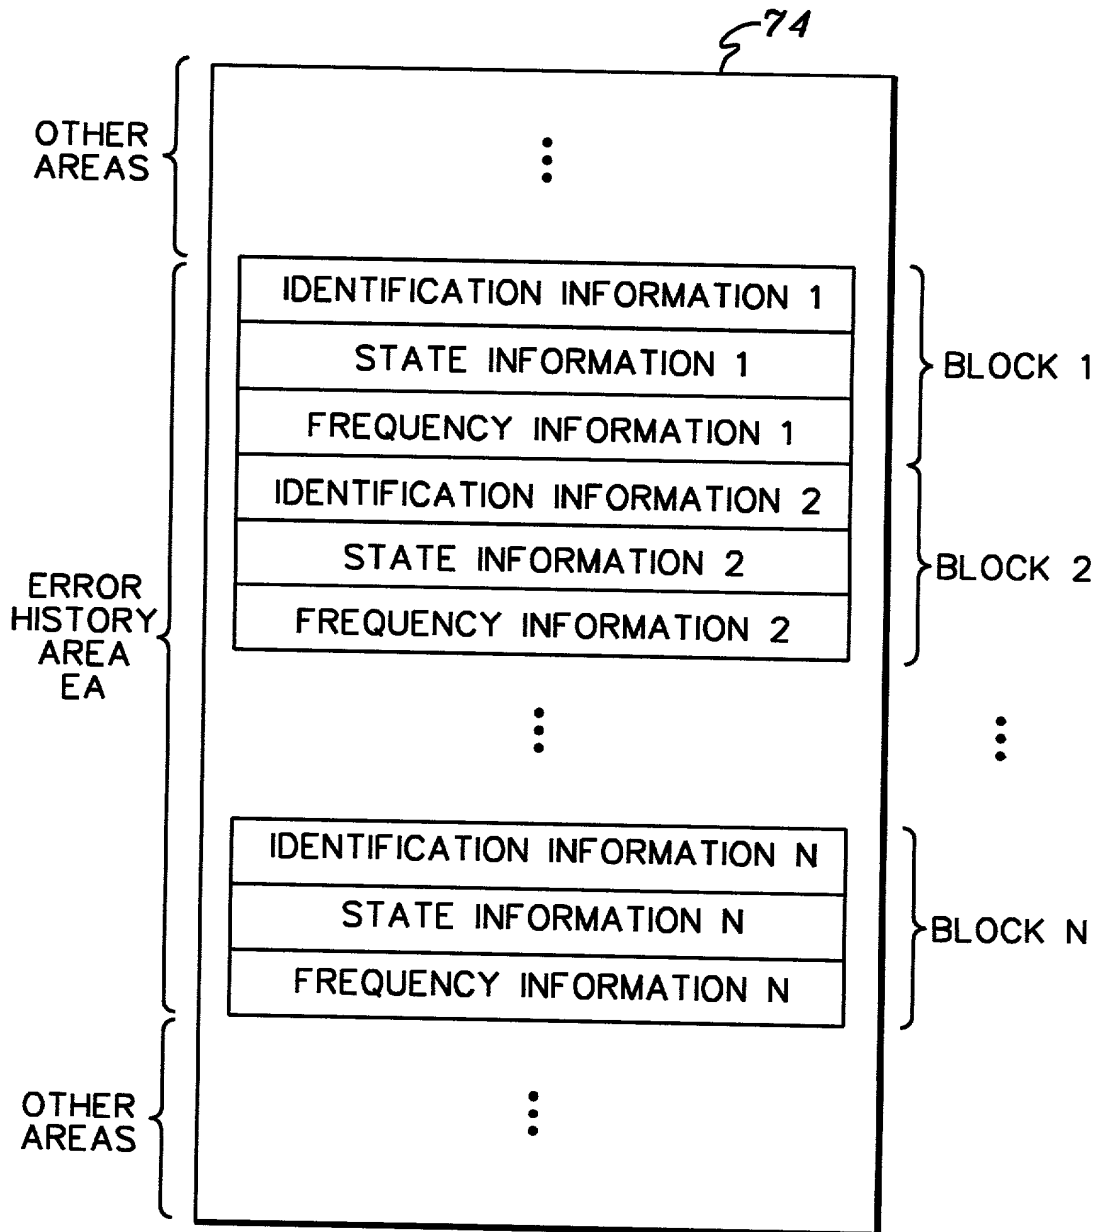 74
OTHER
AREAS
IDENTIFICATION INFORMATION 1
STATE INFORMATION 1
FREQUENCY INFORMATION 1
BLOCK 1
IDENTIFICATION INFORMATION 2
STATE INFORMATION 2
FREQUENCY INFORMATION 2
BLOCK 2
ERROR
HISTORY
AREA
EA
IDENTIFICATION INFORMATION N
STATE INFORMATION N
FREQUENCY INFORMATION N
BLOCK N
OTHER
AREAS